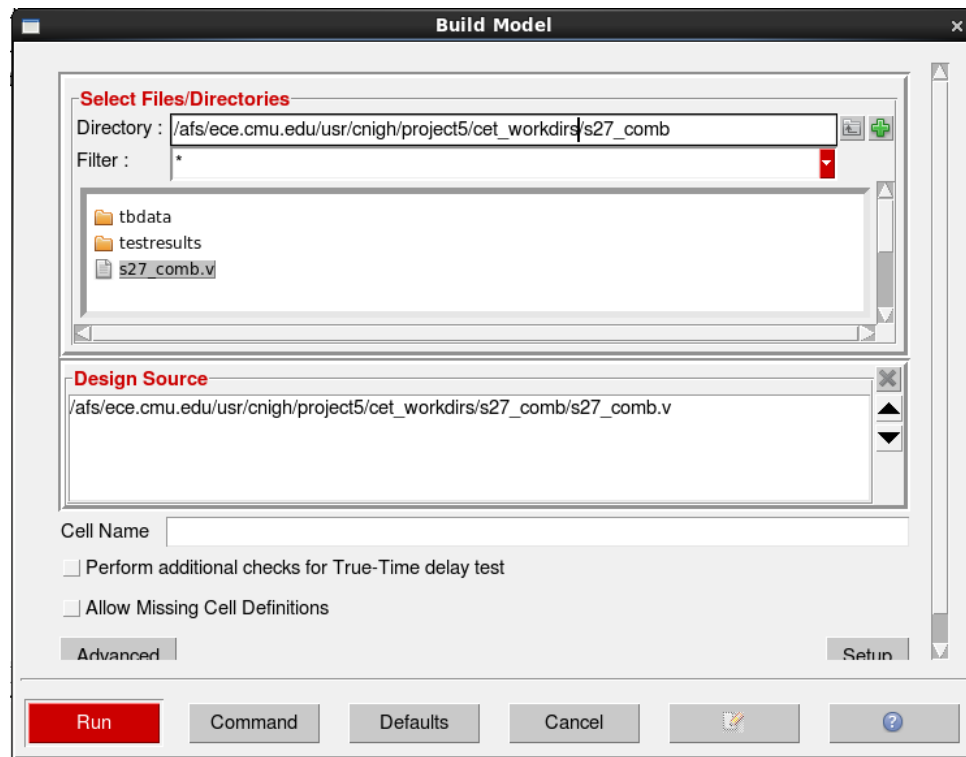 Build Model
Select Files/Directories
Directory : /afs/ece.cmu.edu/usr/cnigh/project5/cet_workdirs/s27_comb
Filter : *
tbdata
testresults
s27_comb.v
Design Source
/afs/ece.cmu.edu/usr/cnigh/project5/cet_workdirs/s27_comb/s27_comb.v
Cell Name
Perform additional checks for True-Time delay test
Allow Missing Cell Definitions
Advanced Setup
Run Command Defaults Cancel ?